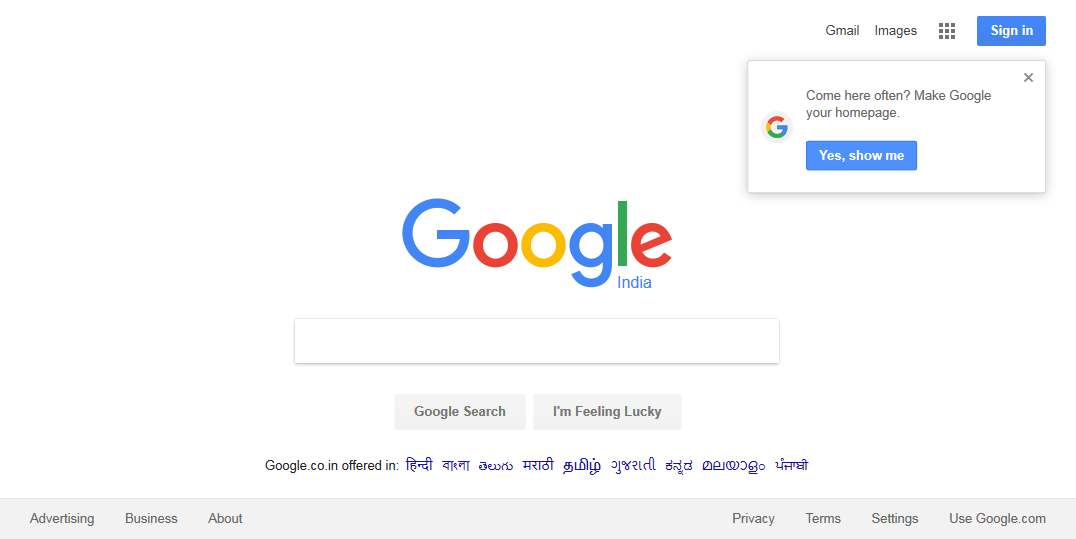 Gmail Images Sign in
Come here often? Make Google
your homepage.
Yes, show me
Google
India
Google Search I'm Feeling Lucky
Google.co.in offered in: हिन्दी বাংলা తెలుగు मराठी தமிழ் ગુજરાતી ಕನ್ನಡ മലയാളം ਪੰਜਾਬੀ
Advertising Business About Privacy Terms Settings Use Google.com